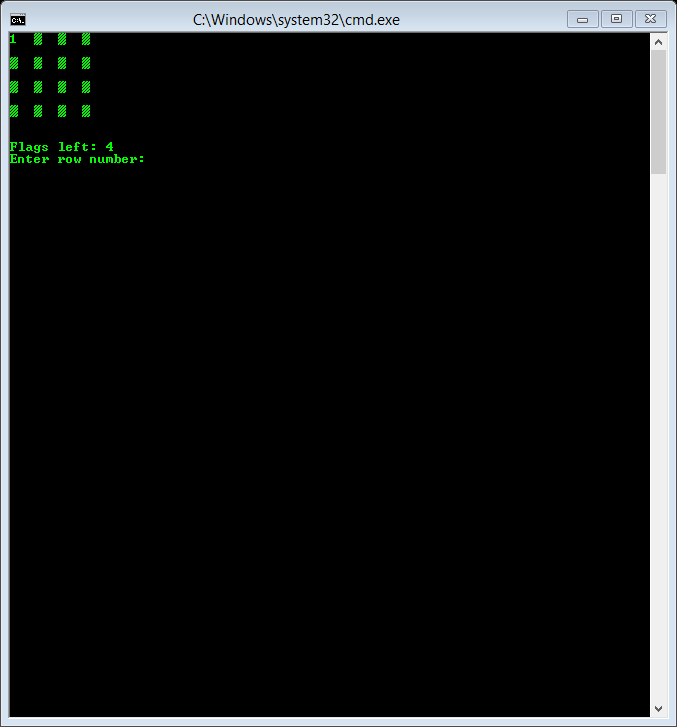 C:\Windows\system32\cmd.exe
1 ▒ ▒ ▒
▒ ▒ ▒ ▒
▒ ▒ ▒ ▒
▒ ▒ ▒ ▒
Flags left: 4
Enter row number: